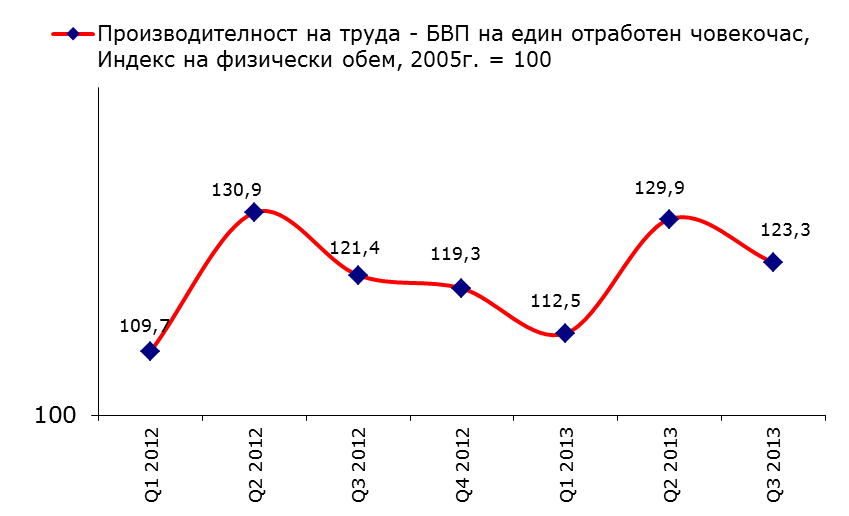 Производителност на труда - БВП на един отработен човекочас,
Индекс на физически обем, 2005г. = 100
130,9
129,9
121,4
119,3
123,3
109,7
112,5
100
Q1 2012
Q2 2012
Q3 2012
Q4 2012
Q1 2013
Q2 2013
Q3 2013